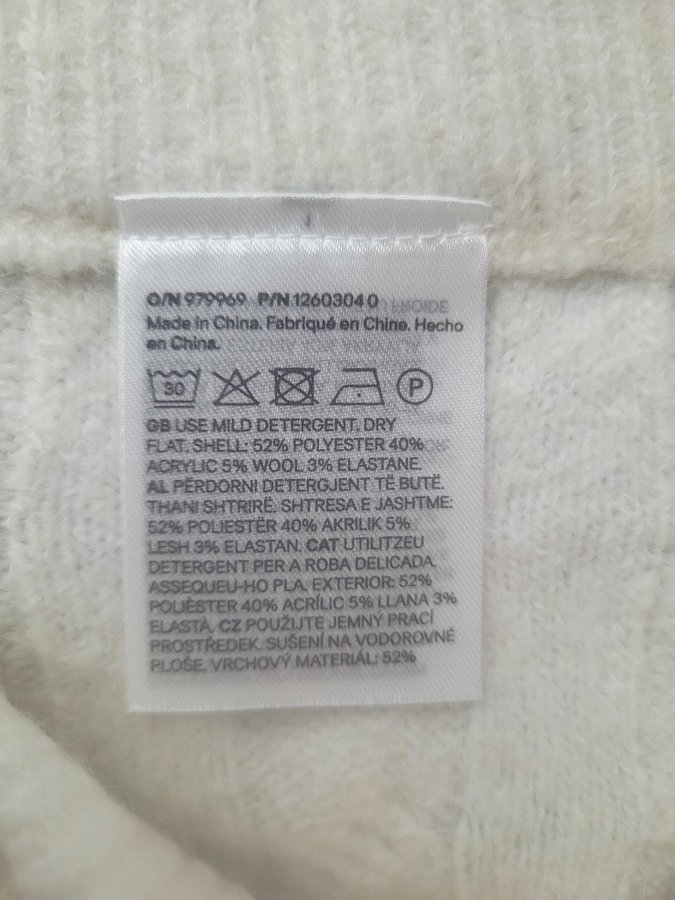 O/N 979969 P/N 1260304 0
Made in China. Fabriqué en Chine. Hecho
en China.
30
P
GB USE MILD DETERGENT. DRY
FLAT. SHELL: 52% POLYESTER 40%
ACRYLIC 5% WOOL 3% ELASTANE.
AL PËRDORNI DETERGJENT TË BUTË.
THANI SHTRIRË. SHTRESA E JASHTME:
52% POLIESTËR 40% AKRILIK 5%
LESH 3% ELASTAN. CAT UTILITZEU
DETERGENT PER A ROBA DELICADA.
ASSEQUEU-HO PLA. EXTERIOR: 52%
POLIÈSTER 40% ACRÍLIC 5% LLANA 3%
ELASTÀ. CZ POUŽIJTE JEMNÝ PRACÍ
PROSTŘEDEK. SUŠENÍ NA VODOROVNÉ
PLOŠE. VRCHOVÝ MATERIÁL: 52%